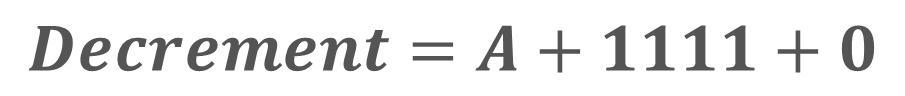 Decrement = A + 1111 + 0